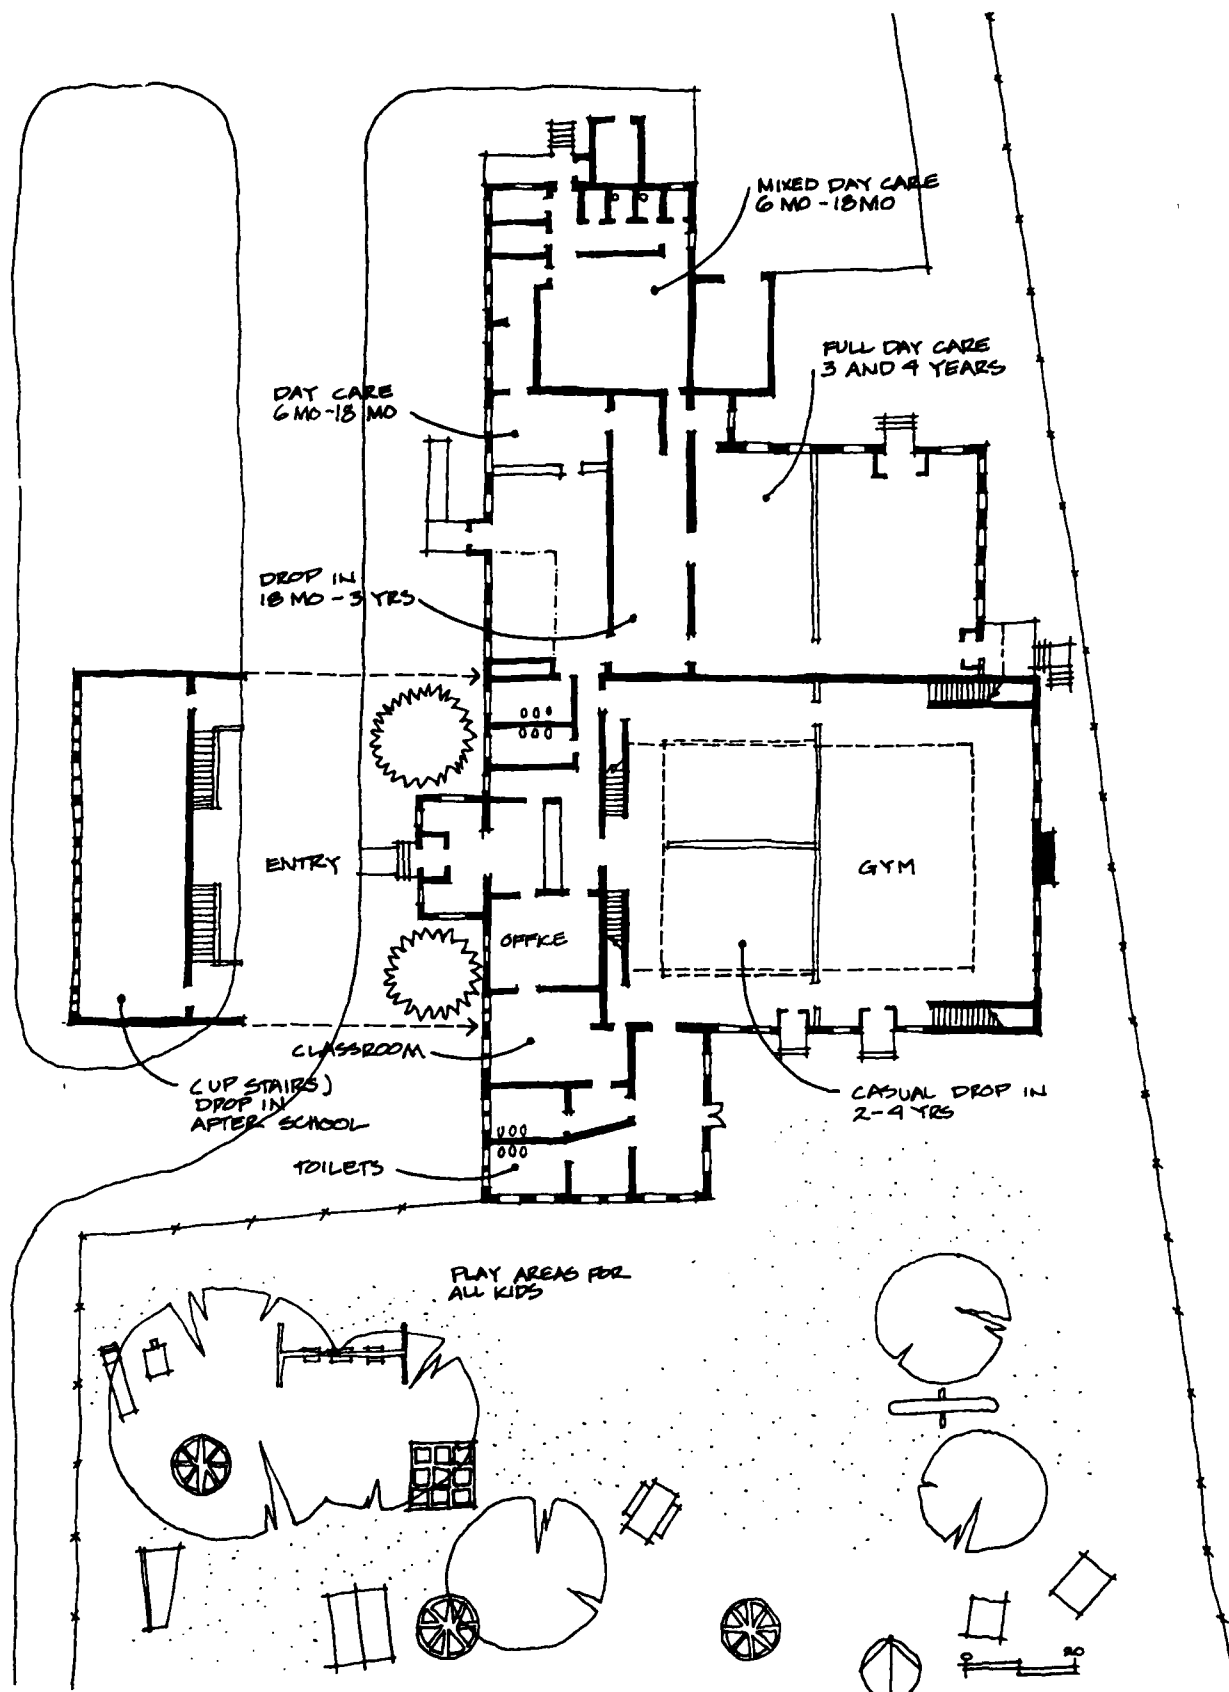 MIXED DAY CARE
6 MO - 18 MO
FULL DAY CARE
3 AND 4 YEARS
DAY CARE
6 MO - 18 MO
DROP IN
18 MO - 3 YRS
ENTRY
GYM
OFFICE
CLASSROOM
(UP STAIRS)
DROP IN
AFTER SCHOOL
CASUAL DROP IN
2-4 YRS
TOILETS
PLAY AREAS FOR
ALL KIDS
0 20